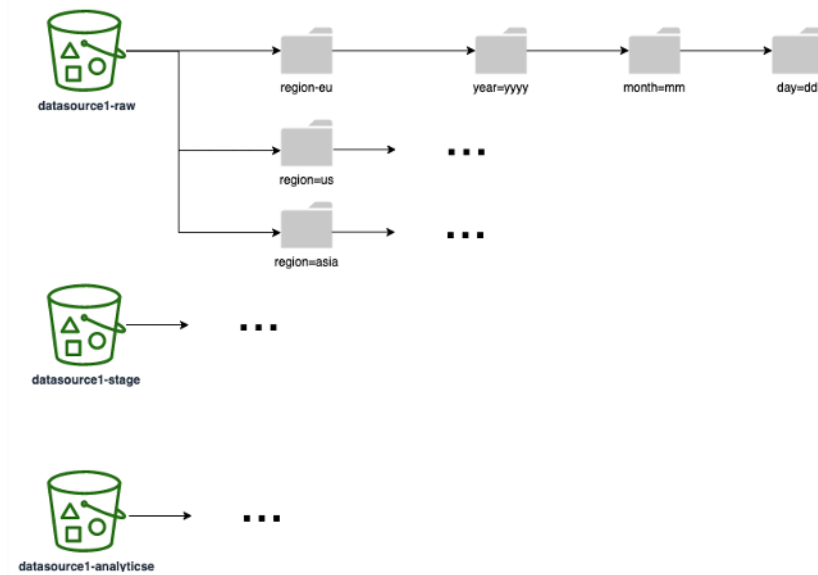 datasource1-raw
region-eu
year=yyyy
month=mm
day=dd
region=us
...
region=asia
...
datasource1-stage
...
datasource1-analyticse
...